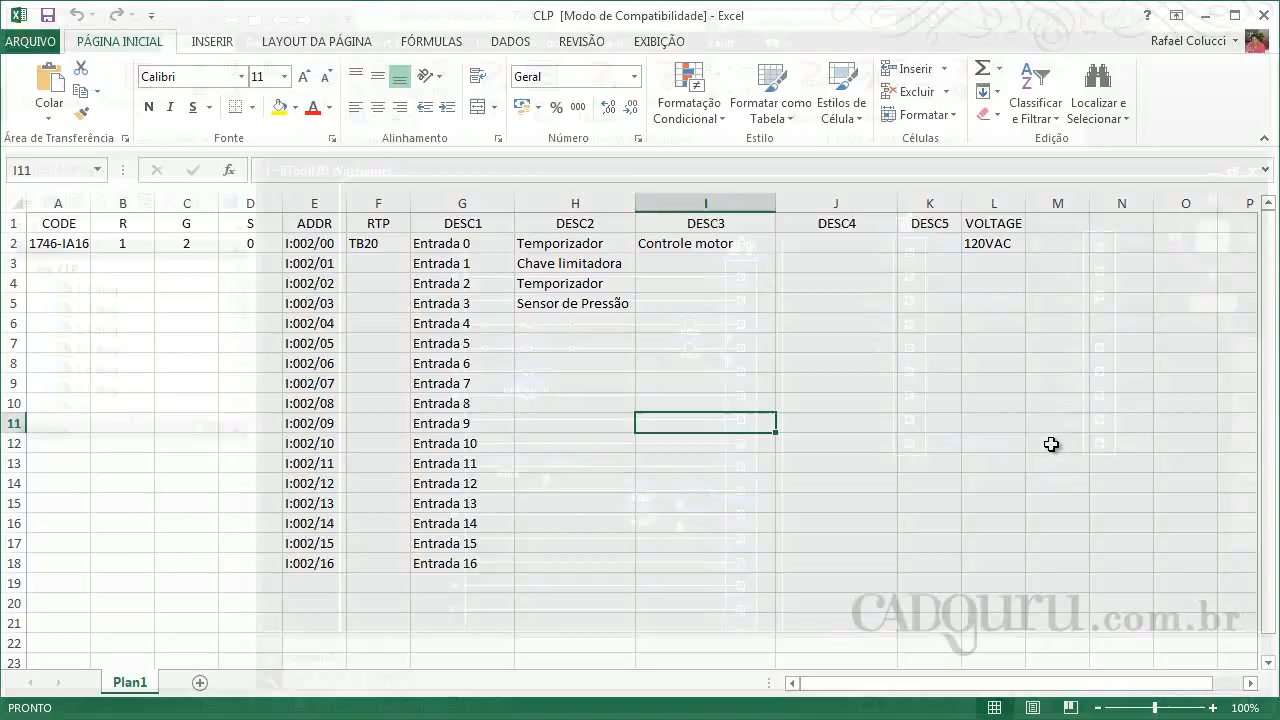 CLP [Modo de Compatibilidade] - Excel
ARQUIVO PÁGINA INICIAL INSERIR LAYOUT DA PÁGINA FÓRMULAS DADOS REVISÃO EXIBIÇÃO Rafael Colucci
Calibri 11 Geral Inserir
Colar Formatação Condicional Formatar como Tabela Estilos de Célula Excluir Classificar e Filtrar Localizar e Selecionar
N I S A % 000 Formatar
Área de Transferência Fonte Alinhamento Número Estilo Células Edição
I11 fx
A B C D E F G H I J K L M N O P
1 CODE R G S ADDR RTP DESC1 DESC2 DESC3 DESC4 DESC5 VOLTAGE
2 1746-IA16 1 2 0 I:002/00 TB20 Entrada 0 Temporizador Controle motor 120VAC
3 I:002/01 Entrada 1 Chave limitadora
4 I:002/02 Entrada 2 Temporizador
5 I:002/03 Entrada 3 Sensor de Pressão
6 I:002/04 Entrada 4
7 I:002/05 Entrada 5
8 I:002/06 Entrada 6
9 I:002/07 Entrada 7
10 I:002/08 Entrada 8
11 I:002/09 Entrada 9
12 I:002/10 Entrada 10
13 I:002/11 Entrada 11
14 I:002/12 Entrada 12
15 I:002/13 Entrada 13
16 I:002/14 Entrada 14
17 I:002/15 Entrada 15
18 I:002/16 Entrada 16
19
20
21
22
23
CADguru.com.br
Plan1
PRONTO 100%